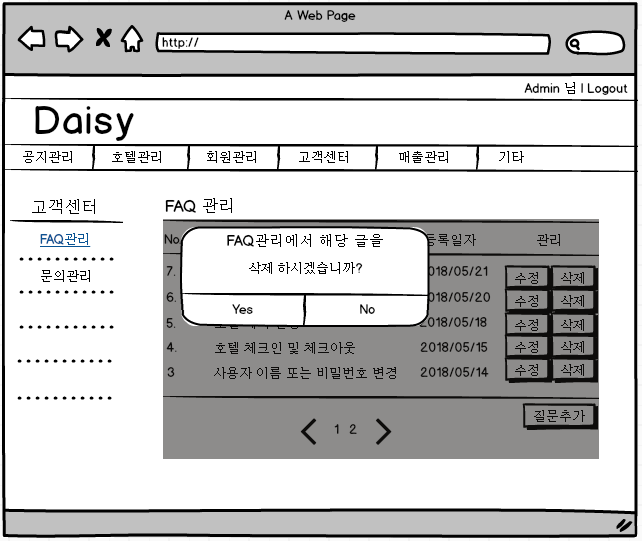 A Web Page
http://
Admin 님 | Logout
Daisy
공지관리 호텔관리 회원관리 고객센터 매출관리 기타
고객센터
FAQ관리
문의관리
FAQ 관리
No. 등록일자 관리
FAQ관리에서 해당 글을
삭제 하시겠습니까?
Yes No
7. 2018/05/21 수정 삭제
6. 2018/05/20 수정 삭제
5. 2018/05/18 수정 삭제
4. 호텔 체크인 및 체크아웃 2018/05/15 수정 삭제
3 사용자 이름 또는 비밀번호 변경 2018/05/14 수정 삭제
질문추가
1 2